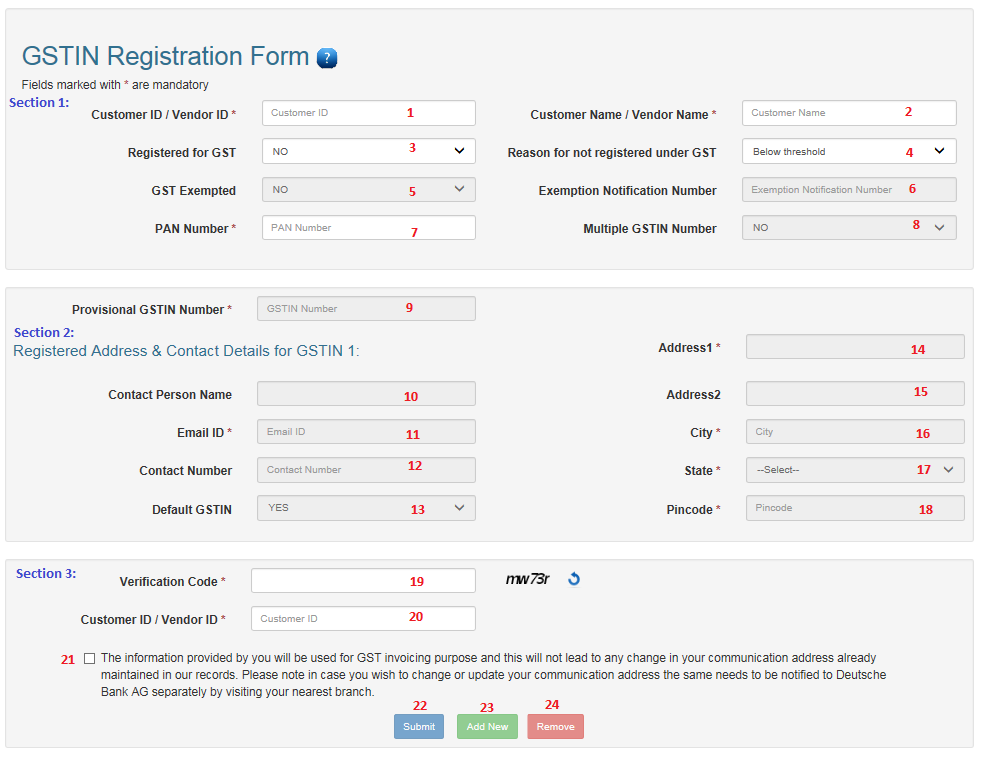 GSTIN Registration Form ?
Fields marked with * are mandatory
Section 1:
Customer ID / Vendor ID * Customer ID 1 Customer Name / Vendor Name * Customer Name 2
Registered for GST NO 3 Reason for not registered under GST Below threshold 4
GST Exempted NO 5 Exemption Notification Number Exemption Notification Number 6
PAN Number * PAN Number 7 Multiple GSTIN Number NO 8
Provisional GSTIN Number * GSTIN Number 9
Section 2:
Registered Address & Contact Details for GSTIN 1: Address1 * 14
Contact Person Name 10 Address2 15
Email ID * Email ID 11 City * City 16
Contact Number Contact Number 12 State * --Select-- 17
Default GSTIN YES 13 Pincode * Pincode 18
Section 3:
Verification Code * 19 mw73r
Customer ID / Vendor ID * Customer ID 20
21 The information provided by you will be used for GST invoicing purpose and this will not lead to any change in your communication address already
maintained in our records. Please note in case you wish to change or update your communication address the same needs to be notified to Deutsche
Bank AG separately by visiting your nearest branch.
22 23 24
Submit Add New Remove